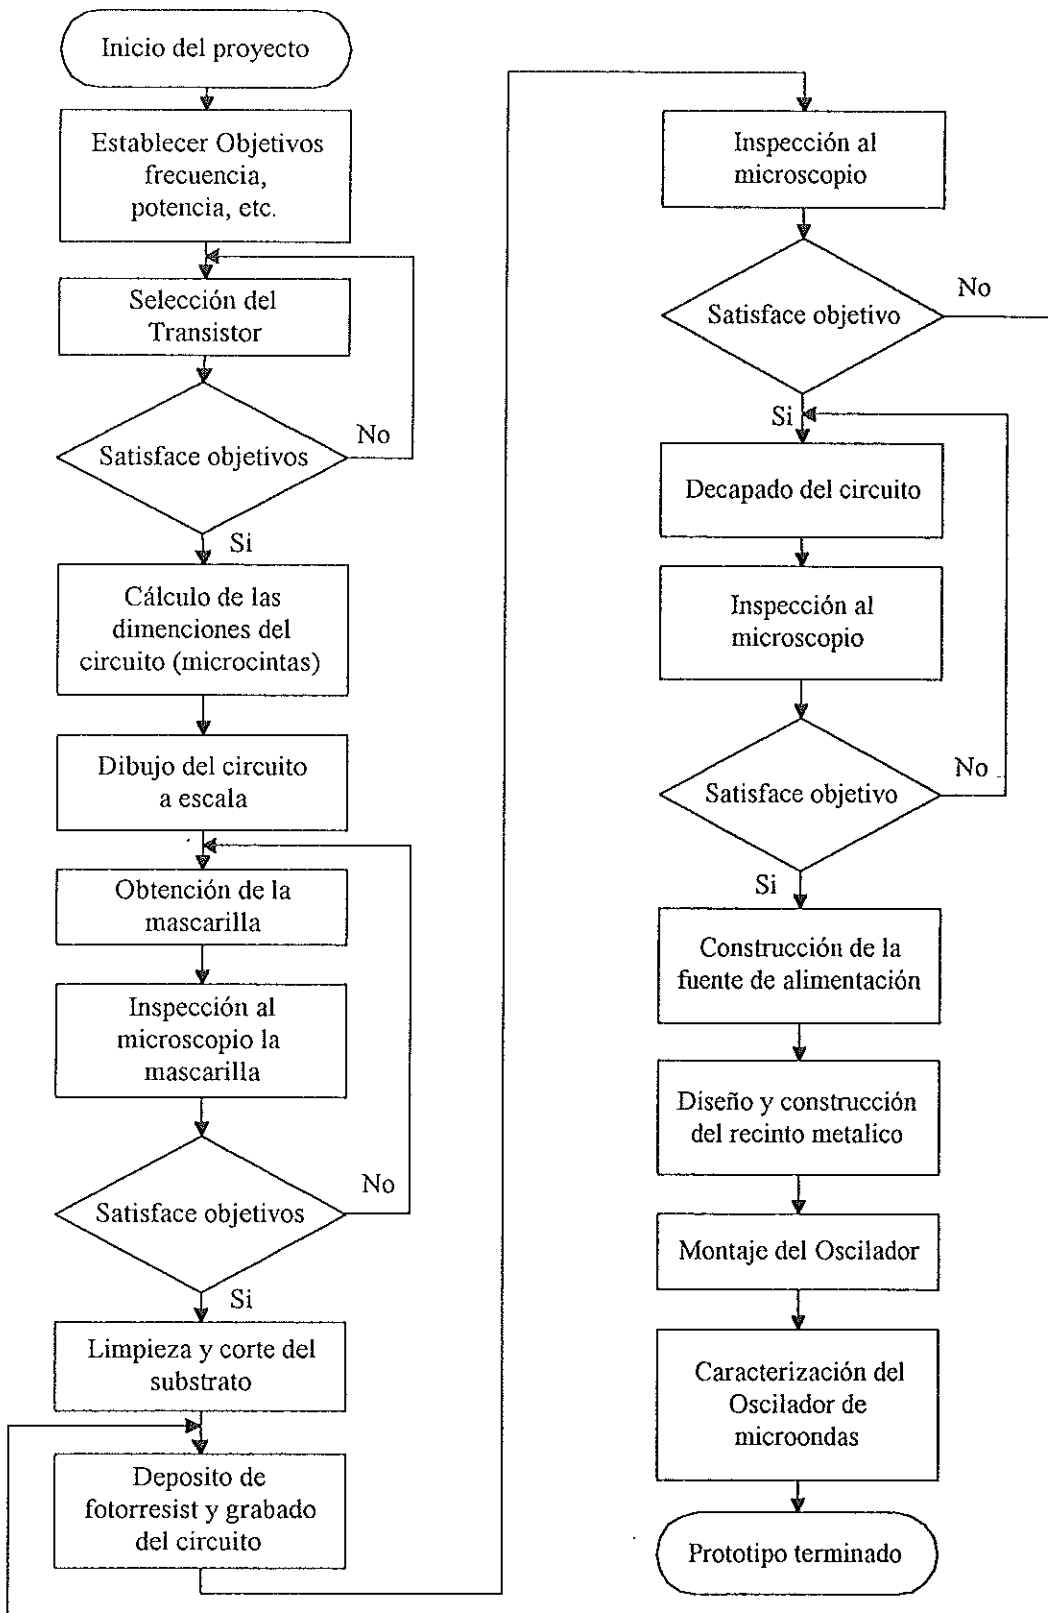 Inicio del proyecto
Establecer Objetivos
frecuencia,
potencia, etc.
Selección del
Transistor
Satisface objetivos
No
Si
Cálculo de las
dimenciones del
circuito (microcintas)
Dibujo del circuito
a escala
Obtención de la
mascarilla
Inspección al
microscopio la
mascarilla
Satisface objetivos
No
Si
Limpieza y corte del
substrato
Deposito de
fotorresist y grabado
del circuito
Inspección al
microscopio
Satisface objetivo
No
Si
Decapado del circuito
Inspección al
microscopio
Satisface objetivo
No
Si
Construcción de la
fuente de alimentación
Diseño y construcción
del recinto metalico
Montaje del Oscilador
Caracterización del
Oscilador de
microondas
Prototipo terminado